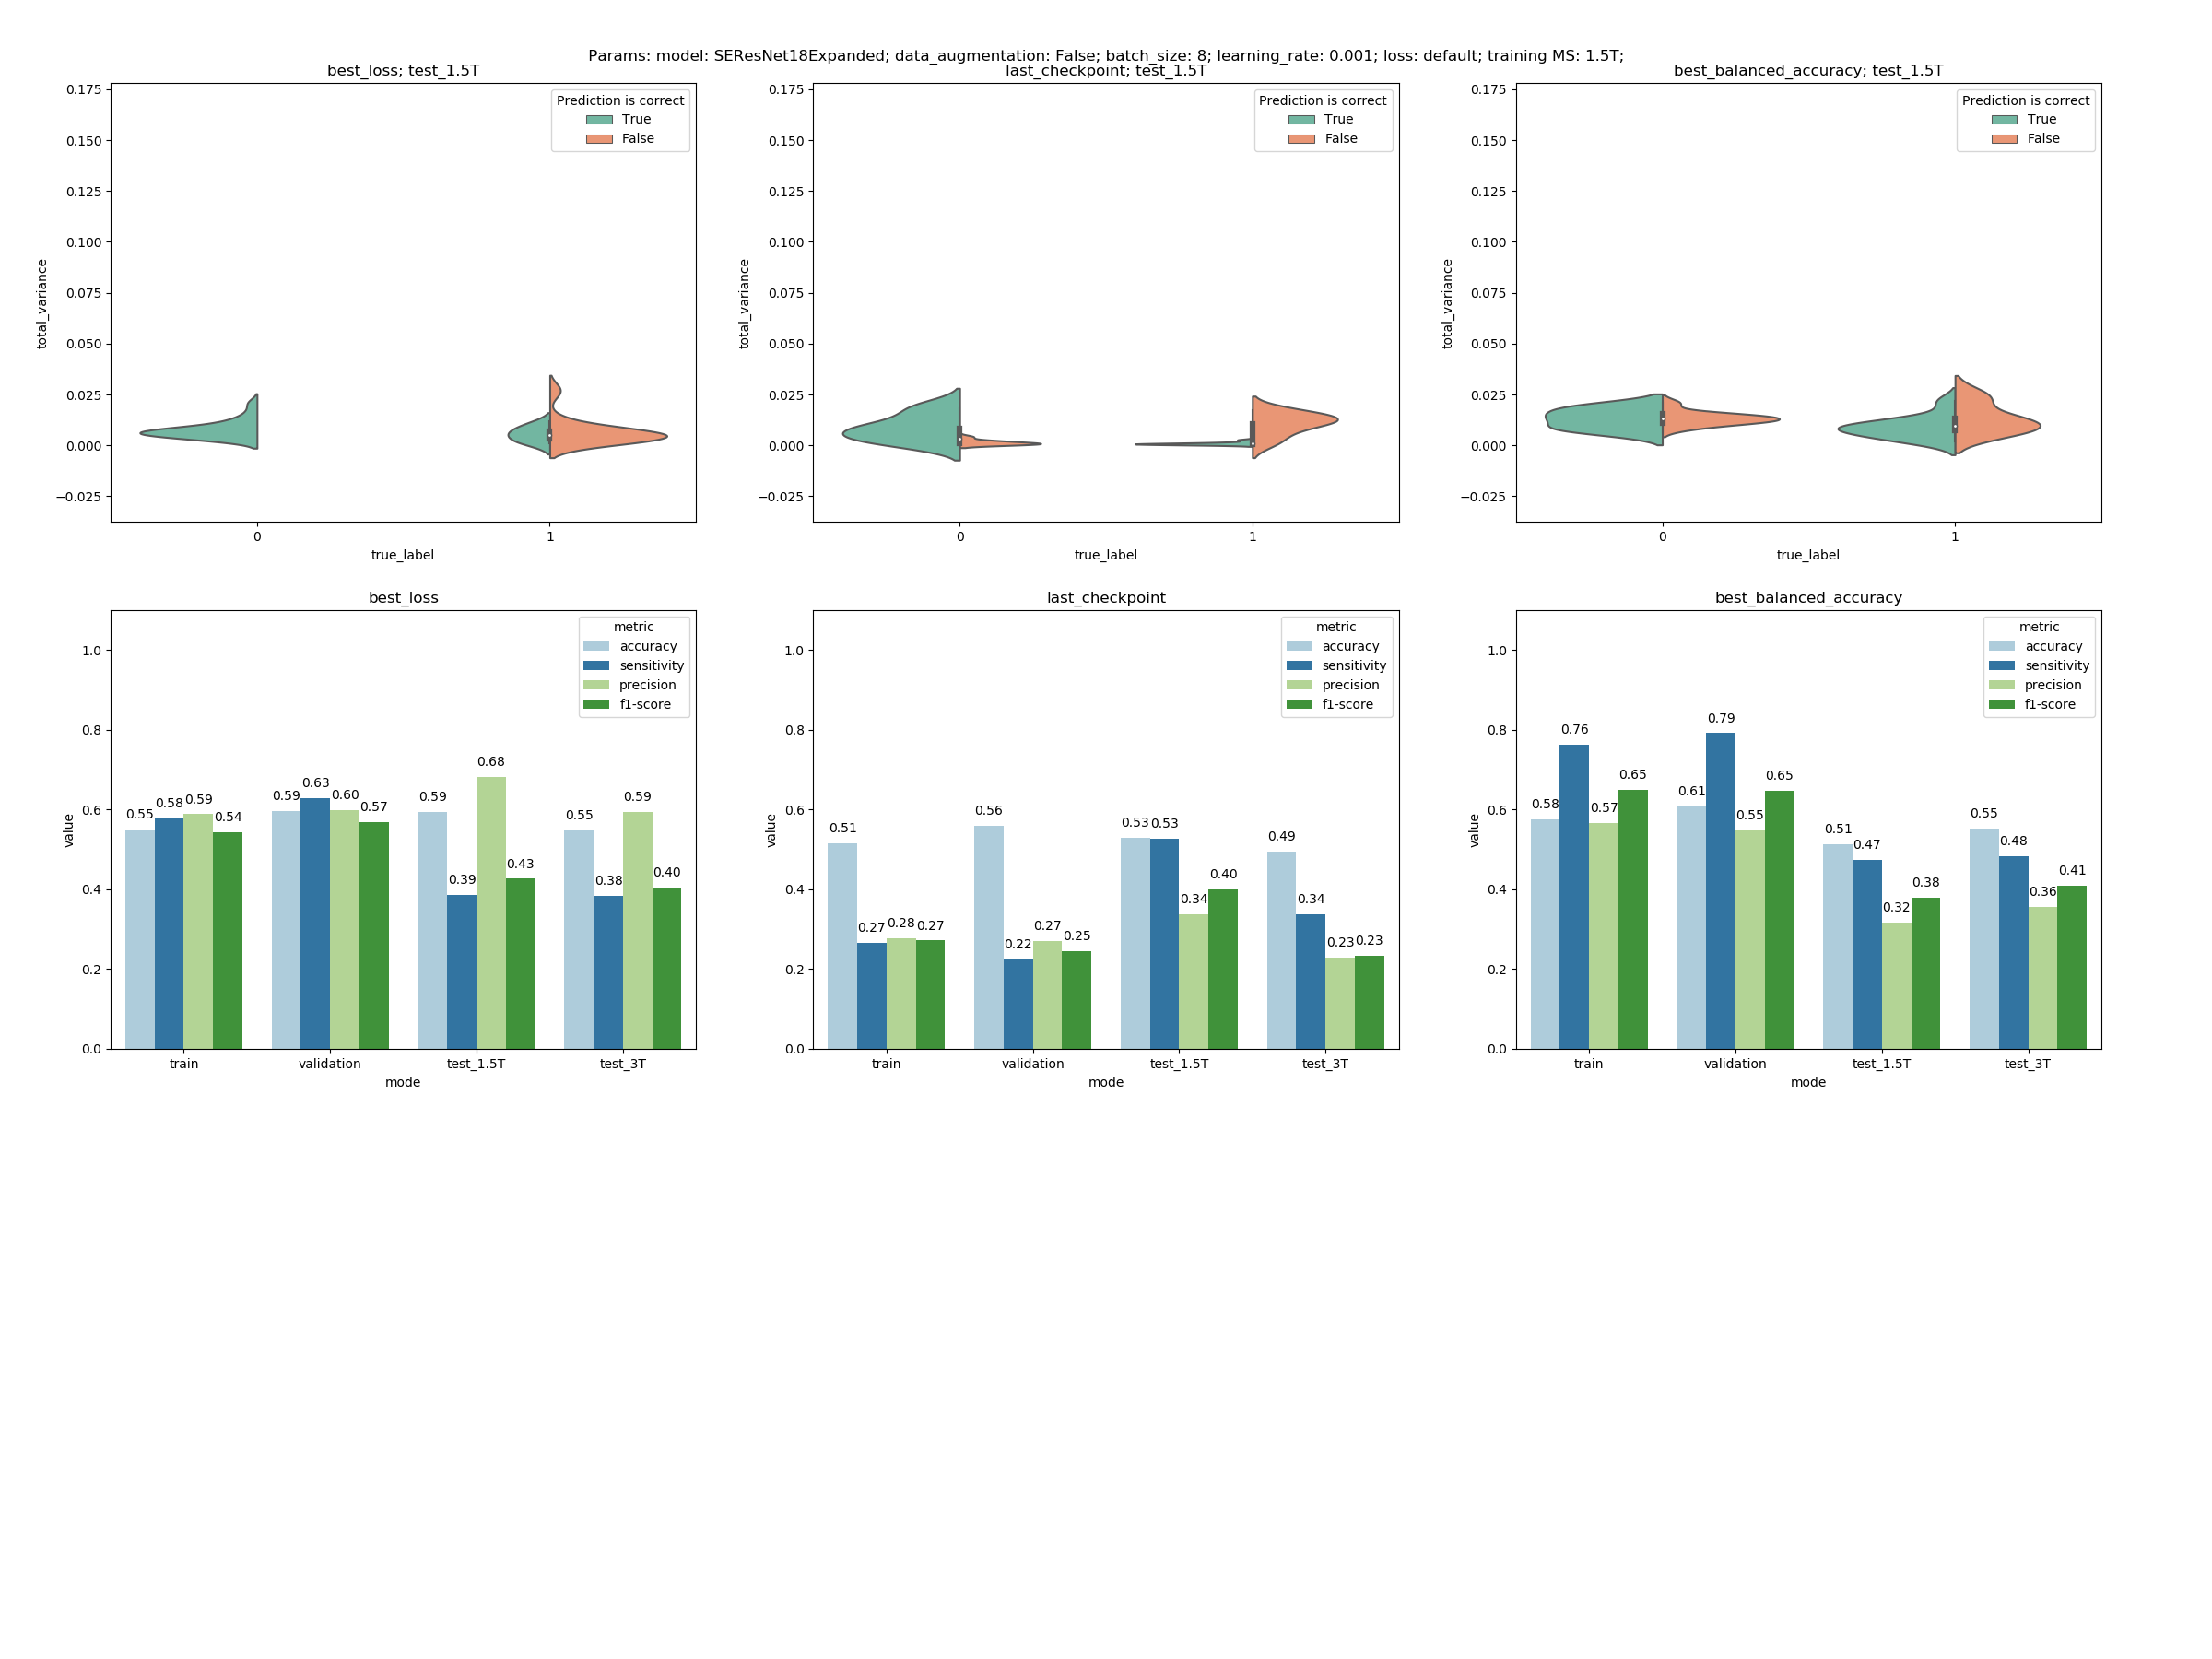 Params: model: SEResNet18Expanded; data_augmentation: False; batch_size: 8; learning_rate: 0.001; loss: default; training MS: 1.5T;
best_loss; test_1.5T
0.175
0.150
0.125
0.100
0.075
0.050
0.025
0.000
−0.025
total_variance
Prediction is correct
True
False
0 1
true_label
last_checkpoint; test_1.5T
0.175
0.150
0.125
0.100
0.075
0.050
0.025
0.000
−0.025
total_variance
Prediction is correct
True
False
0 1
true_label
best_balanced_accuracy; test_1.5T
0.175
0.150
0.125
0.100
0.075
0.050
0.025
0.000
−0.025
total_variance
Prediction is correct
True
False
0 1
true_label
best_loss
1.0
0.8
0.6
0.4
0.2
0.0
value
metric
accuracy
sensitivity
precision
f1-score
0.55 0.58 0.59 0.54
0.59 0.63 0.60 0.57
0.59 0.39 0.68 0.43
0.55 0.38 0.59 0.40
train validation test_1.5T test_3T
mode
last_checkpoint
1.0
0.8
0.6
0.4
0.2
0.0
value
metric
accuracy
sensitivity
precision
f1-score
0.51 0.27 0.28 0.27
0.56 0.22 0.27 0.25
0.53 0.53 0.34 0.40
0.49 0.34 0.23 0.23
train validation test_1.5T test_3T
mode
best_balanced_accuracy
1.0
0.8
0.6
0.4
0.2
0.0
value
metric
accuracy
sensitivity
precision
f1-score
0.58 0.76 0.57 0.65
0.61 0.79 0.55 0.65
0.51 0.47 0.32 0.38
0.55 0.48 0.36 0.41
train validation test_1.5T test_3T
mode